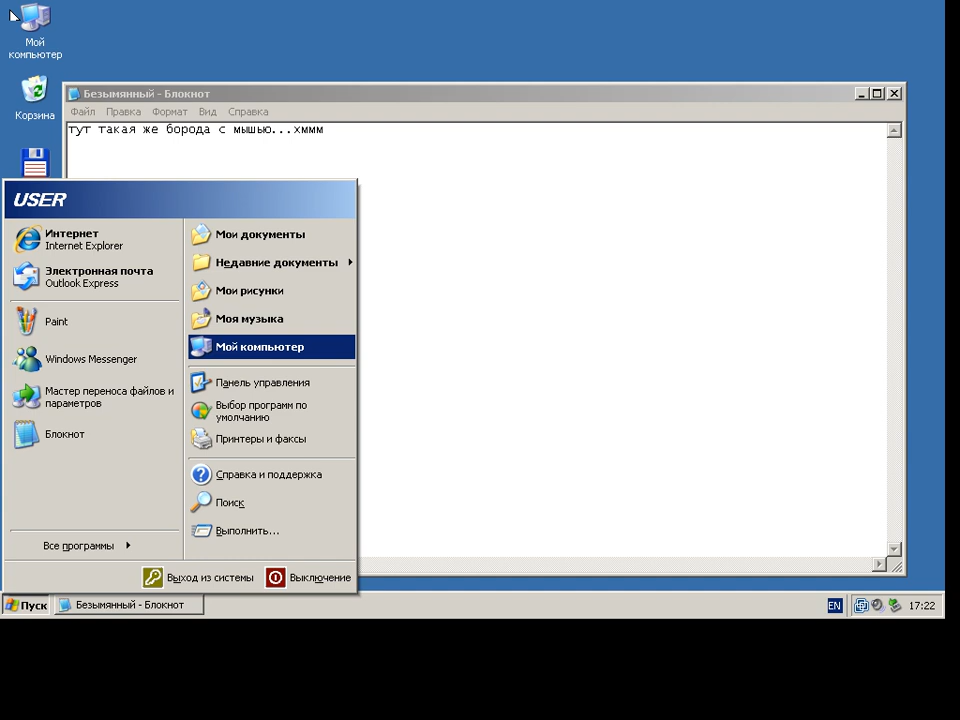 Мой
компьютер
Корзина
Безымянный - Блокнот
Файл Правка Формат Вид Справка
тут такая же борода с мышью...хммм
USER
Интернет
Internet Explorer
Электронная почта
Outlook Express
Paint
Windows Messenger
Мастер переноса файлов и
параметров
Блокнот
Все программы
Мои документы
Недавние документы
Мои рисунки
Моя музыка
Мой компьютер
Панель управления
Выбор программ по
умолчанию
Принтеры и факсы
Справка и поддержка
Поиск
Выполнить...
Выход из системы
Выключение
Пуск
Безымянный - Блокнот
EN
17:22